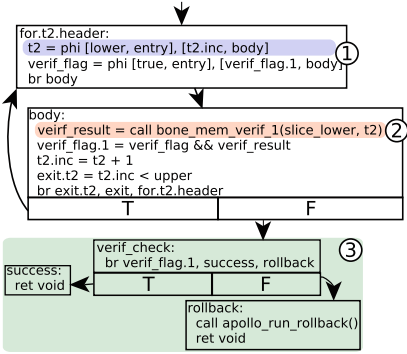 for.t2.header:
t2 = phi [lower, entry], [t2.inc, body]
verif_flag = phi [true, entry], [verif_flag.1, body]
br body
1
body:
veirf_result = call bone_mem_verif_1(slice_lower, t2)
verif_flag.1 = verif_flag && verif_result
t2.inc = t2 + 1
exit.t2 = t2.inc < upper
br exit.t2, exit, for.t2.header
T F
2
verif_check:
br verif_flag.1, success, rollback
T F
3
success:
ret void
rollback:
call apollo_run_rollback()
ret void